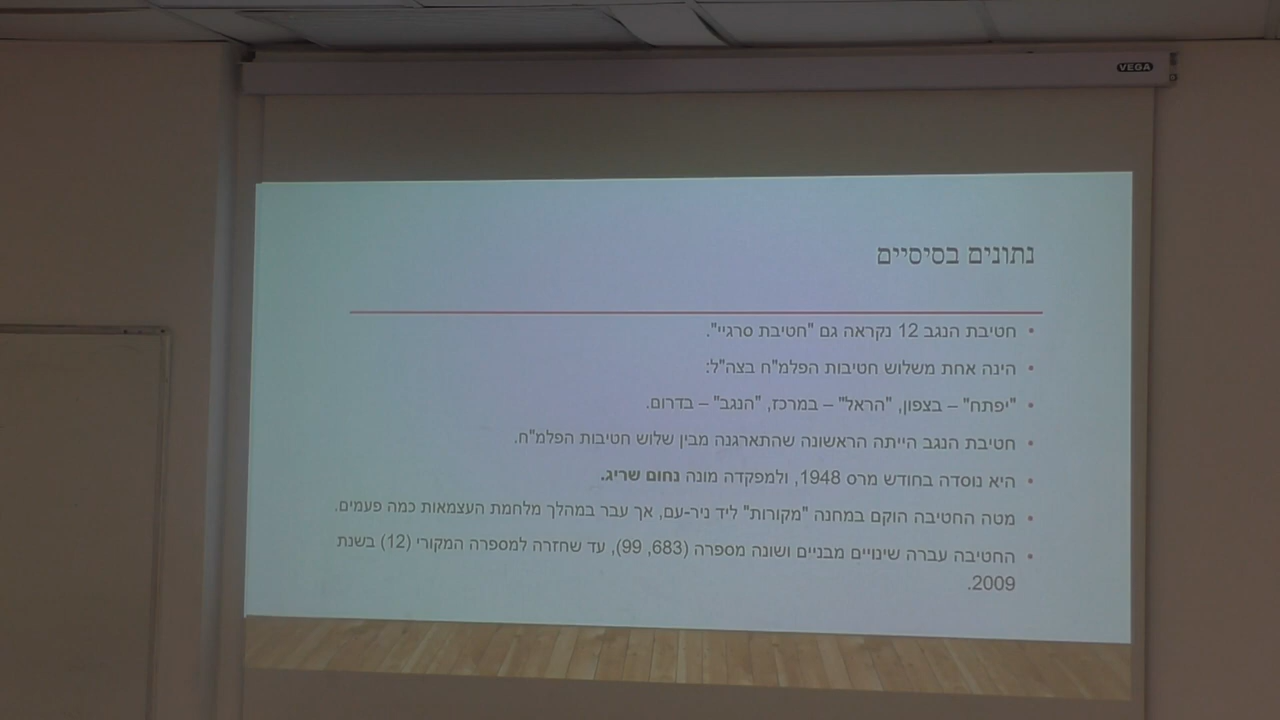 VEGA
נתונים בסיסיים
• חטיבת הנגב 12 נקראה גם "חטיבת סרגיי".
• הינה אחת משלוש חטיבות הפלמ"ח בצה"ל:
• "יפתח" – בצפון, "הראל" – במרכז, "הנגב" – בדרום.
• חטיבת הנגב הייתה הראשונה שהתארגנה מבין שלוש חטיבות הפלמ"ח.
• היא נוסדה בחודש מרס 1948, ולמפקדה מונה נחום שריג.
• מטה החטיבה הוקם במחנה "מקורות" ליד ניר-עם, אך עבר במהלך מלחמת העצמאות כמה פעמים.
• החטיבה עברה שינויים מבניים ושונה מספרה (683, 99), עד שחזרה למספרה המקורי (12) בשנת
2009.